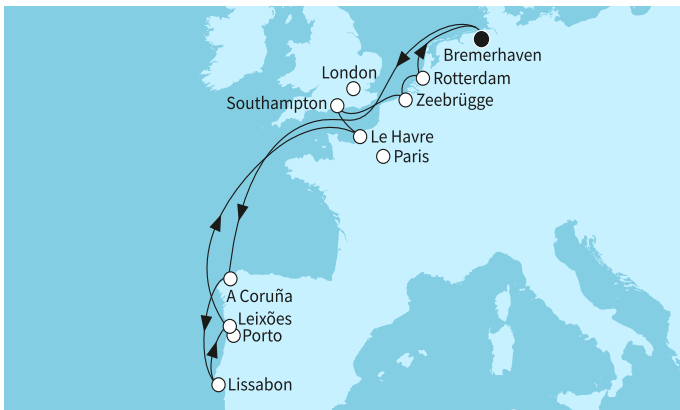 Bremerhaven
London
Rotterdam
Southampton
Zeebrügge
Le Havre
Paris
A Coruña
Leixões
Porto
Lissabon